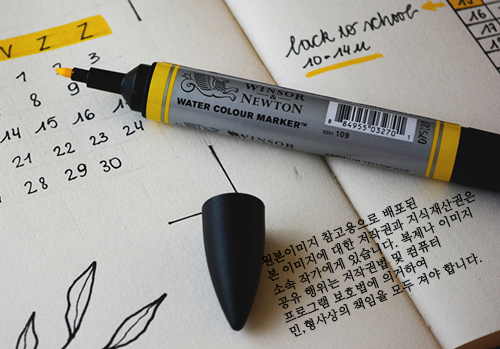 V Z Z
1 2 3
8 9
14 15 16 17
21 22 23 24
28 29 30
back to school
10-14
15
16
17
WINSOR
&
NEWTON
WATER COLOUR MARKER™
109
8 84955 03270 1
WINSOR
원본이미지 참고용으로 배포된
본 이미지에 대한 저작권과 지식재산권은
소속 작가에게 있습니다. 복제나 이미지
공유 행위는 저작권법 및 컴퓨터
프로그램 보호법에 의거하여
민,형사상의 책임을 모두 져야 합니다.